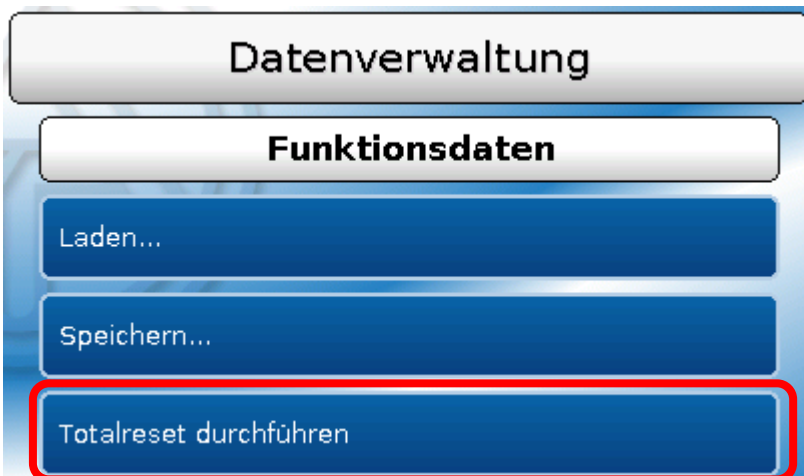 Datenverwaltung
Funktionsdaten
Laden...
Speichern...
Totalreset durchführen